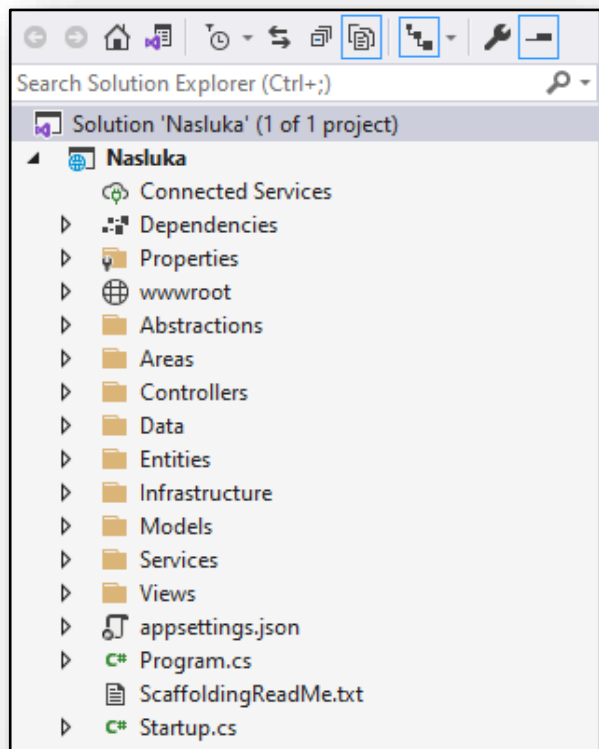 Search Solution Explorer (Ctrl+;)
Solution 'Nasluka' (1 of 1 project)
Nasluka
Connected Services
Dependencies
Properties
wwwroot
Abstractions
Areas
Controllers
Data
Entities
Infrastructure
Models
Services
Views
appsettings.json
C# Program.cs
ScaffoldingReadMe.txt
C# Startup.cs